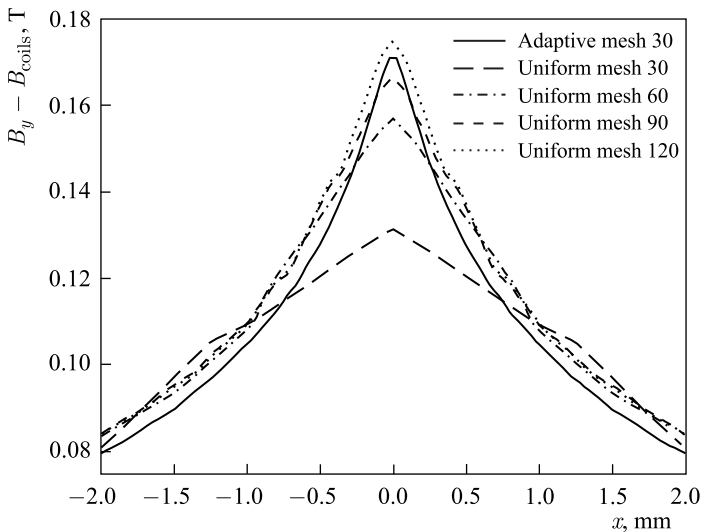 B_y − B_coils, T
0.18
0.16
0.14
0.12
0.10
0.08
Adaptive mesh 30
Uniform mesh 30
Uniform mesh 60
Uniform mesh 90
Uniform mesh 120
−2.0 −1.5 −1.0 −0.5 0.0 0.5 1.0 1.5 2.0
x, mm